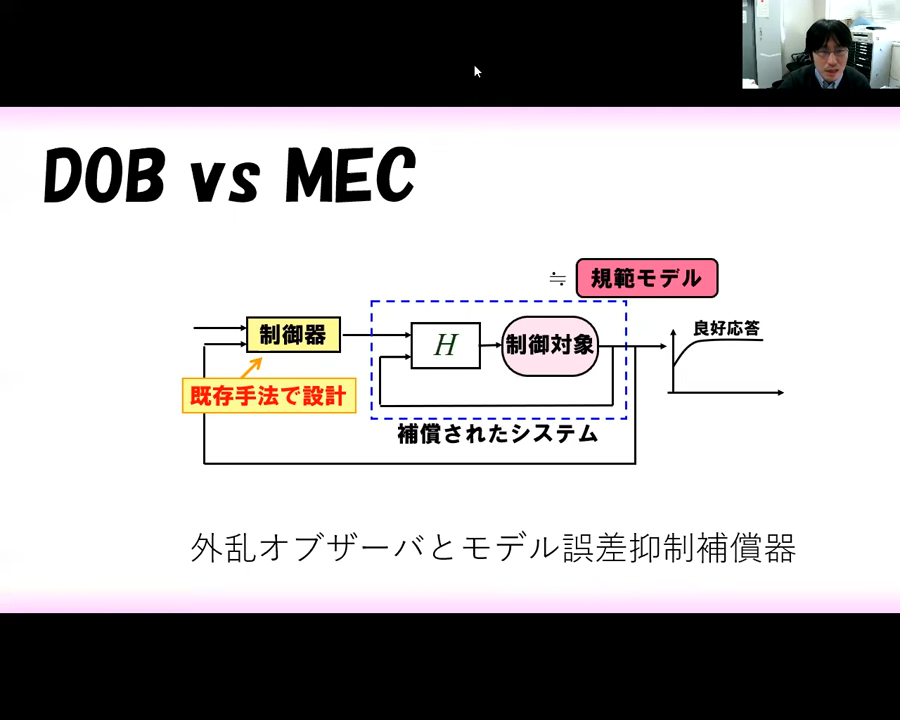 DOB vs MEC
≒ 規範モデル
制御器
H
制御対象
良好応答
既存手法で設計
補償されたシステム
外乱オブザーバとモデル誤差抑制補償器